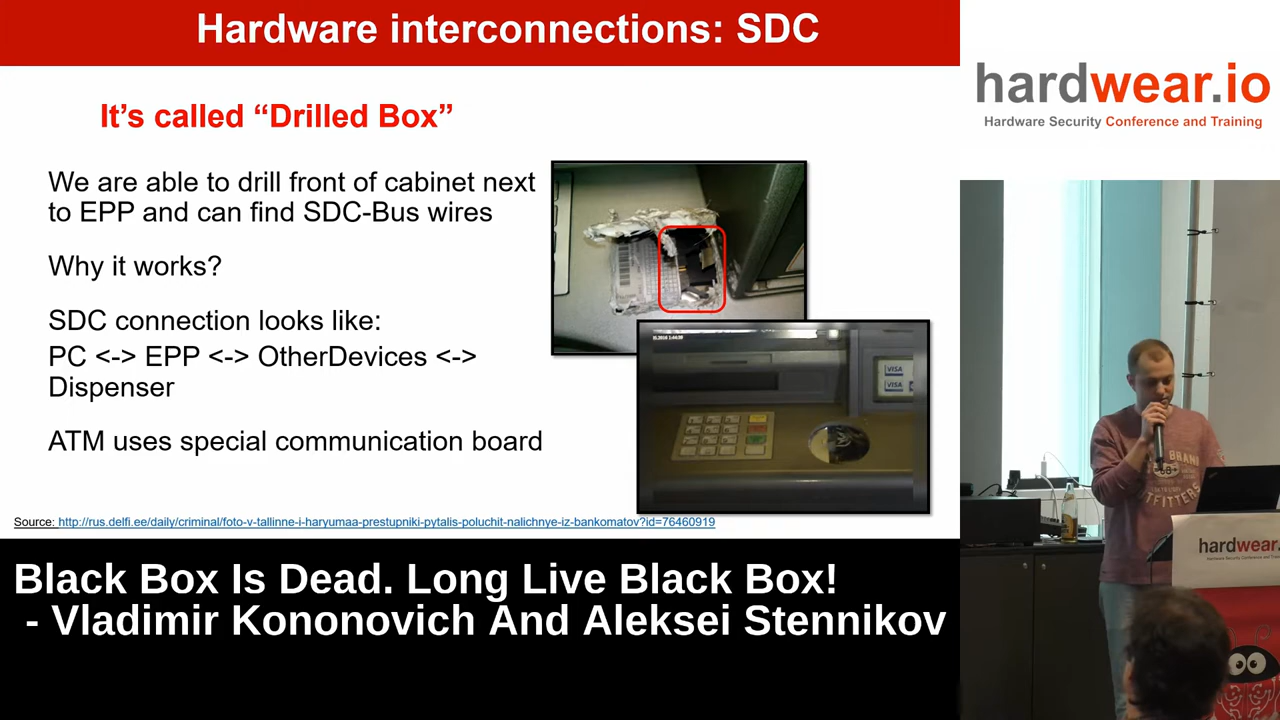 Hardware interconnections: SDC
hardwear.io
Hardware Security Conference and Training
It's called “Drilled Box”
We are able to drill front of cabinet next
to EPP and can find SDC-Bus wires
Why it works?
SDC connection looks like:
PC <-> EPP <-> OtherDevices <->
Dispenser
ATM uses special communication board
VISA
VISA
Source: http://rus.delfi.ee/daily/criminal/foto-v-tallinne-i-haryumaa-prestupniki-pytalis-poluchit-nalichnye-iz-bankomatov?id=76460919
BRAND
hardwear.
Black Box Is Dead. Long Live Black Box!
- Vladimir Kononovich And Aleksei Stennikov